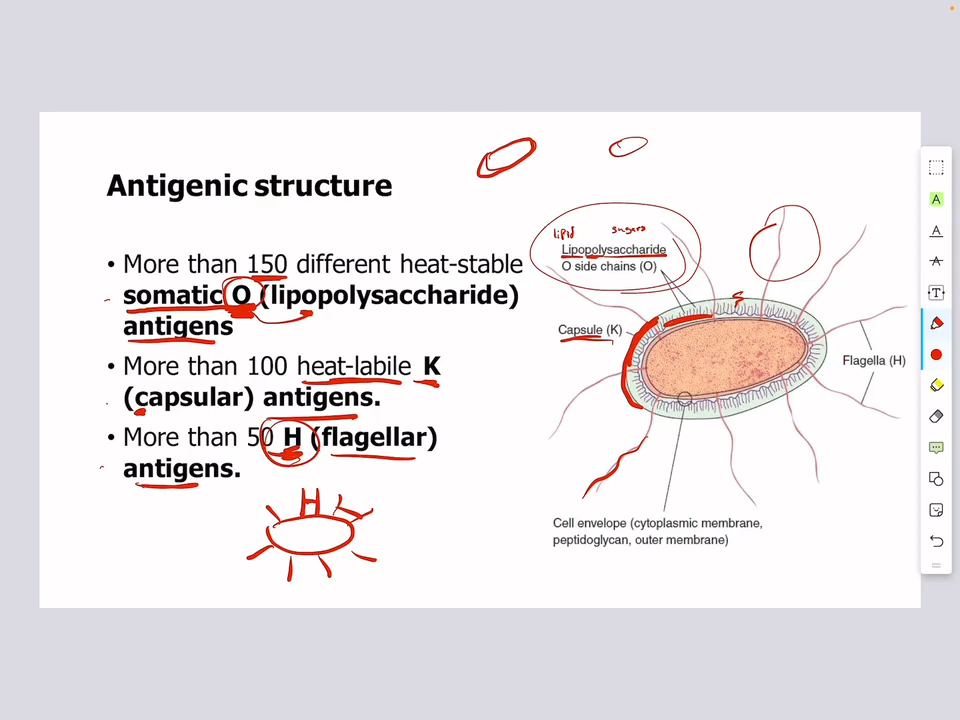 Antigenic structure
• More than 150 different heat-stable
somatic O (lipopolysaccharide)
antigens
• More than 100 heat-labile K
(capsular) antigens.
• More than 50 H (flagellar)
antigens.
H
lipid sugars
Lipopolysaccharide
O side chains (O)
Capsule (K)
Flagella (H)
Cell envelope (cytoplasmic membrane,
peptidoglycan, outer membrane)
A
A
A
T